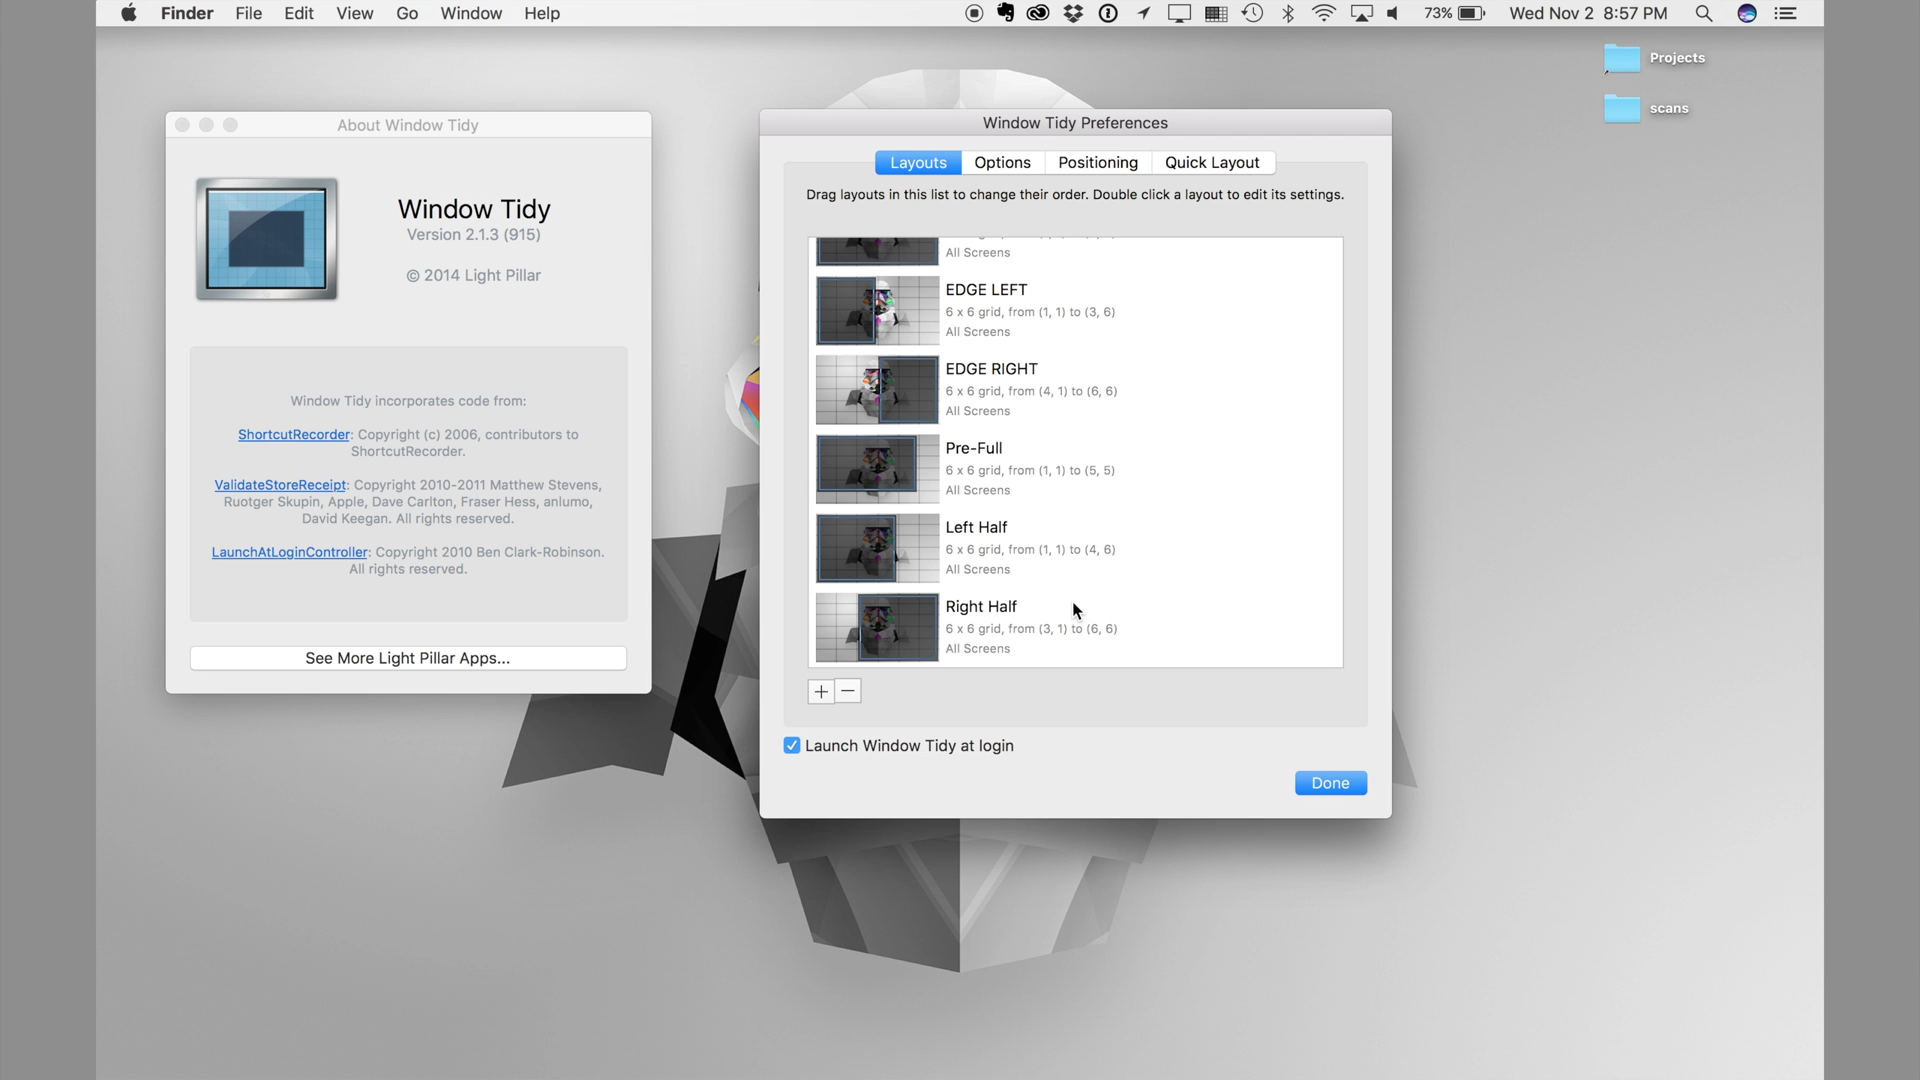 Finder File Edit View Go Window Help 73% Wed Nov 2 8:57 PM
Projects
scans
About Window Tidy
Window Tidy
Version 2.1.3 (915)
© 2014 Light Pillar
Window Tidy incorporates code from:
ShortcutRecorder: Copyright (c) 2006, contributors to
ShortcutRecorder.
ValidateStoreReceipt: Copyright 2010-2011 Matthew Stevens,
Ruotger Skupin, Apple, Dave Carlton, Fraser Hess, anlumo,
David Keegan. All rights reserved.
LaunchAtLoginController: Copyright 2010 Ben Clark-Robinson.
All rights reserved.
See More Light Pillar Apps...
Window Tidy Preferences
Layouts Options Positioning Quick Layout
Drag layouts in this list to change their order. Double click a layout to edit its settings.
All Screens
EDGE LEFT
6 x 6 grid, from (1, 1) to (3, 6)
All Screens
EDGE RIGHT
6 x 6 grid, from (4, 1) to (6, 6)
All Screens
Pre-Full
6 x 6 grid, from (1, 1) to (5, 5)
All Screens
Left Half
6 x 6 grid, from (1, 1) to (4, 6)
All Screens
Right Half
6 x 6 grid, from (3, 1) to (6, 6)
All Screens
Launch Window Tidy at login
Done